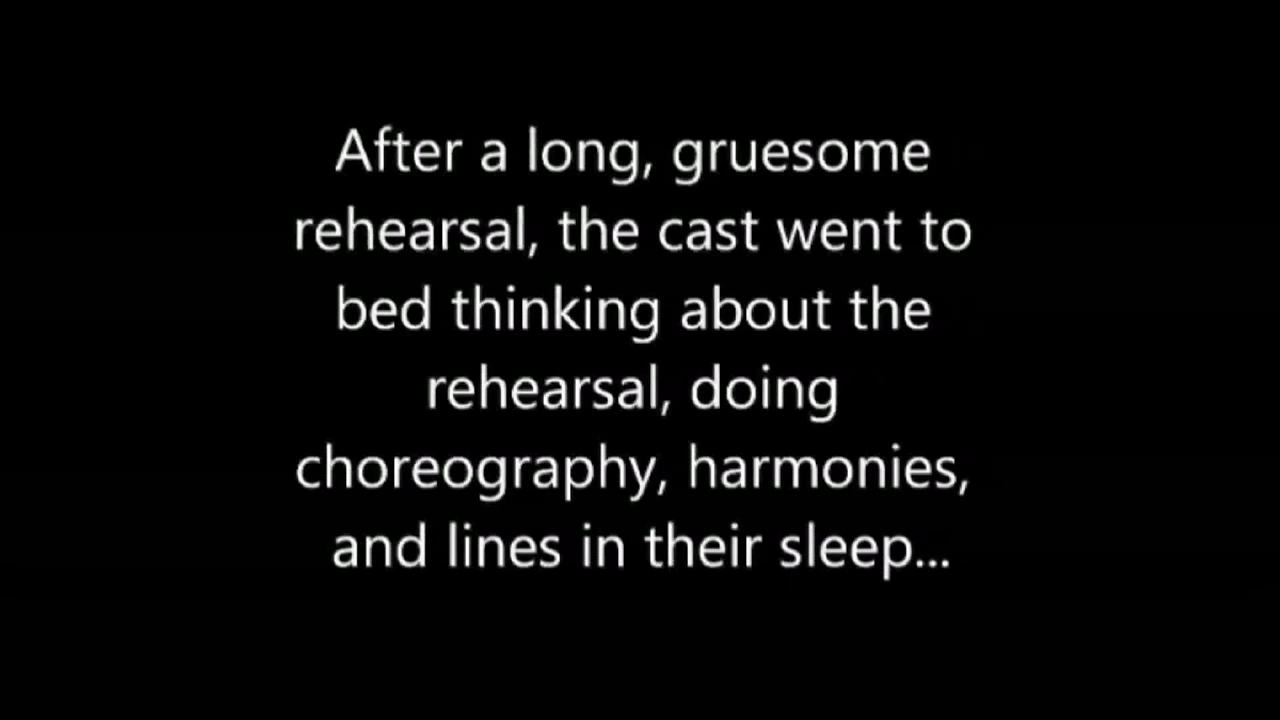 After a long, gruesome
rehearsal, the cast went to
bed thinking about the
rehearsal, doing
choreography, harmonies,
and lines in their sleep...